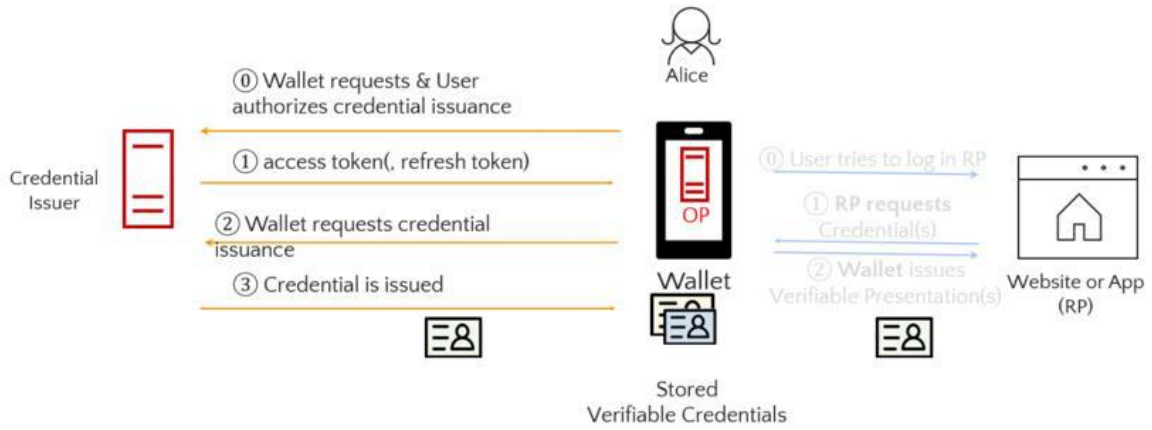 Alice
⓪ Wallet requests & User
authorizes credential issuance
① access token(, refresh token)
② Wallet requests credential
issuance
③ Credential is issued
Credential
Issuer
OP
Wallet
Stored
Verifiable Credentials
⓪ User tries to log in RP
① RP requests
Credential(s)
② Wallet issues
Verifiable Presentation(s)
Website or App
(RP)